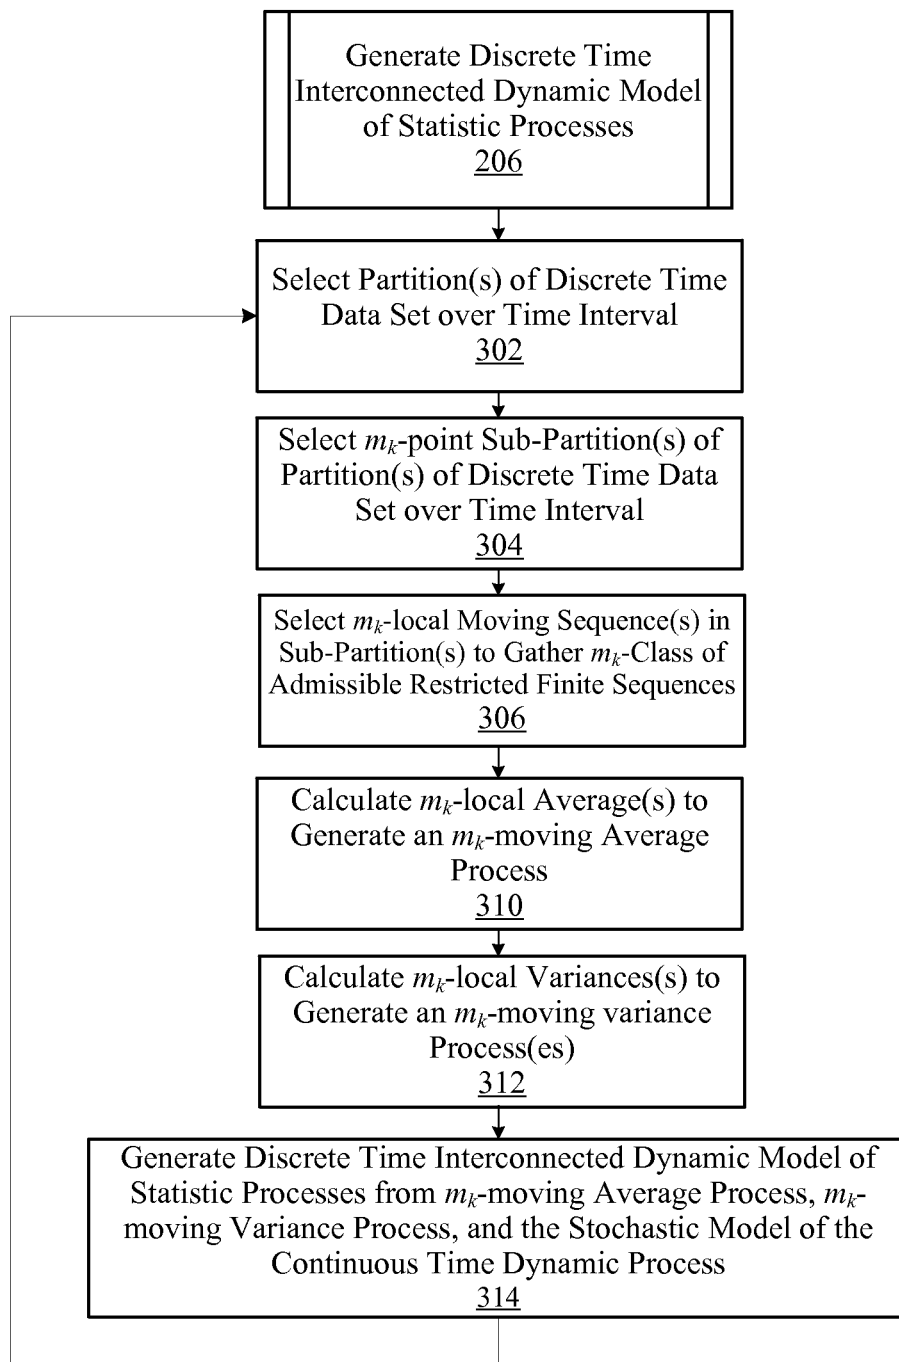 Generate Discrete Time
Interconnected Dynamic Model
of Statistic Processes
206
Select Partition(s) of Discrete Time
Data Set over Time Interval
302
Select mk-point Sub-Partition(s) of
Partition(s) of Discrete Time Data
Set over Time Interval
304
Select mk-local Moving Sequence(s) in
Sub-Partition(s) to Gather mk-Class of
Admissible Restricted Finite Sequences
306
Calculate mk-local Average(s) to
Generate an mk-moving Average
Process
310
Calculate mk-local Variances(s) to
Generate an mk-moving variance
Process(es)
312
Generate Discrete Time Interconnected Dynamic Model of
Statistic Processes from mk-moving Average Process, mk-
moving Variance Process, and the Stochastic Model of the
Continuous Time Dynamic Process
314